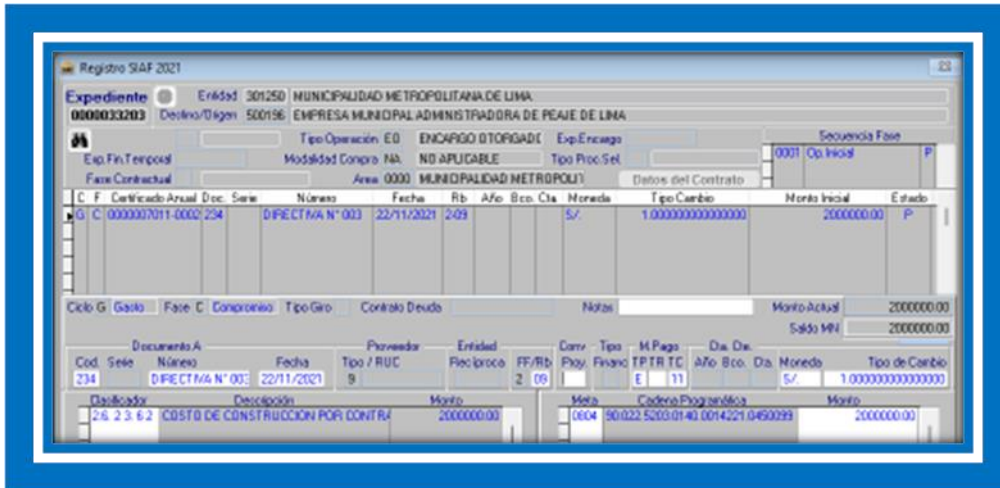 Registro SIAF 2021
Expediente Entidad 301250 MUNICIPALIDAD METROPOLITANA DE LIMA
0000033203 Destino/Origen 500196 EMPRESA MUNICIPAL ADMINISTRADORA DE PEAJE DE LIMA
Tipo Operación EO ENCARGO OTORGADO Exp.Encargo Secuencia Fase
Exp.Fin.Temporal Modalidad Compra NA NO APLICABLE Tipo Proc.Sel. 0001 Op.Inicial P
Fase Contractual Area 0000 MUNICIPALIDAD METROPOLIT Datos del Contrato
C F Certificado Anual Doc. Serie Número Fecha Rb Año Bco. Cta Moneda Tipo Cambio Monto Inicial Estado
G C 0000007011-0002 234 DIRECTIVA N° 003 22/11/2021 2-09 S/. 1.000000000000000 2000000.00 P
Ciclo G Gasto Fase C Compromiso Tipo Giro Contrato Deuda Notas Monto Actual 2000000.00
Saldo MN 2000000.00
Documento A Proveedor Entidad Conv Tipo M.Pago
Cod. Serie Número Fecha Tipo / RUC Recíproca FF/Rb Proy. Financ TP TR TC Año Bco. Cta. Moneda Tipo de Cambio
234 DIRECTIVA N° 003 22/11/2021 9 2 09 E 11 S/. 1.000000000000000
Clasificador Descripción Monto Meta Cadena Programática Monto
2.6. 2 3. 6 2 COSTO DE CONSTRUCCION POR CONTRA 2000000.00 0804 90.022.5203.0140.0014221.0450099 2000000.00